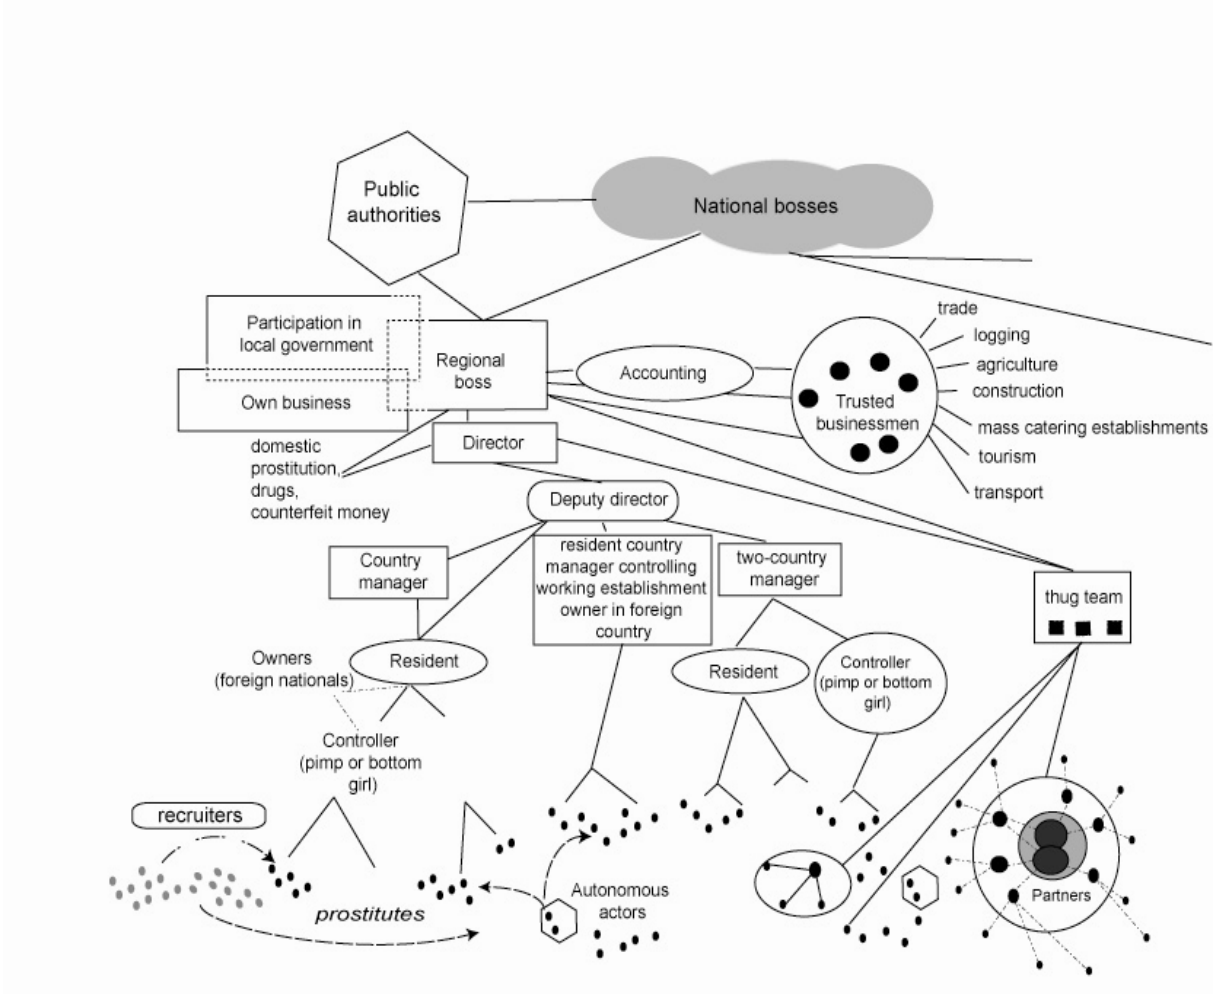 Public
authorities
National bosses
Participation in
local government
Own business
Regional
boss
Accounting
Trusted
businessmen
trade
logging
agriculture
construction
mass catering establishments
tourism
transport
domestic
prostitution,
drugs,
counterfeit money
Director
Deputy director
Country
manager
resident country
manager controlling
working establishment
owner in foreign
country
two-country
manager
thug team
Owners
(foreign nationals)
Resident
Resident
Controller
(pimp or bottom
girl)
Controller
(pimp or bottom
girl)
recruiters
prostitutes
Autonomous
actors
Partners